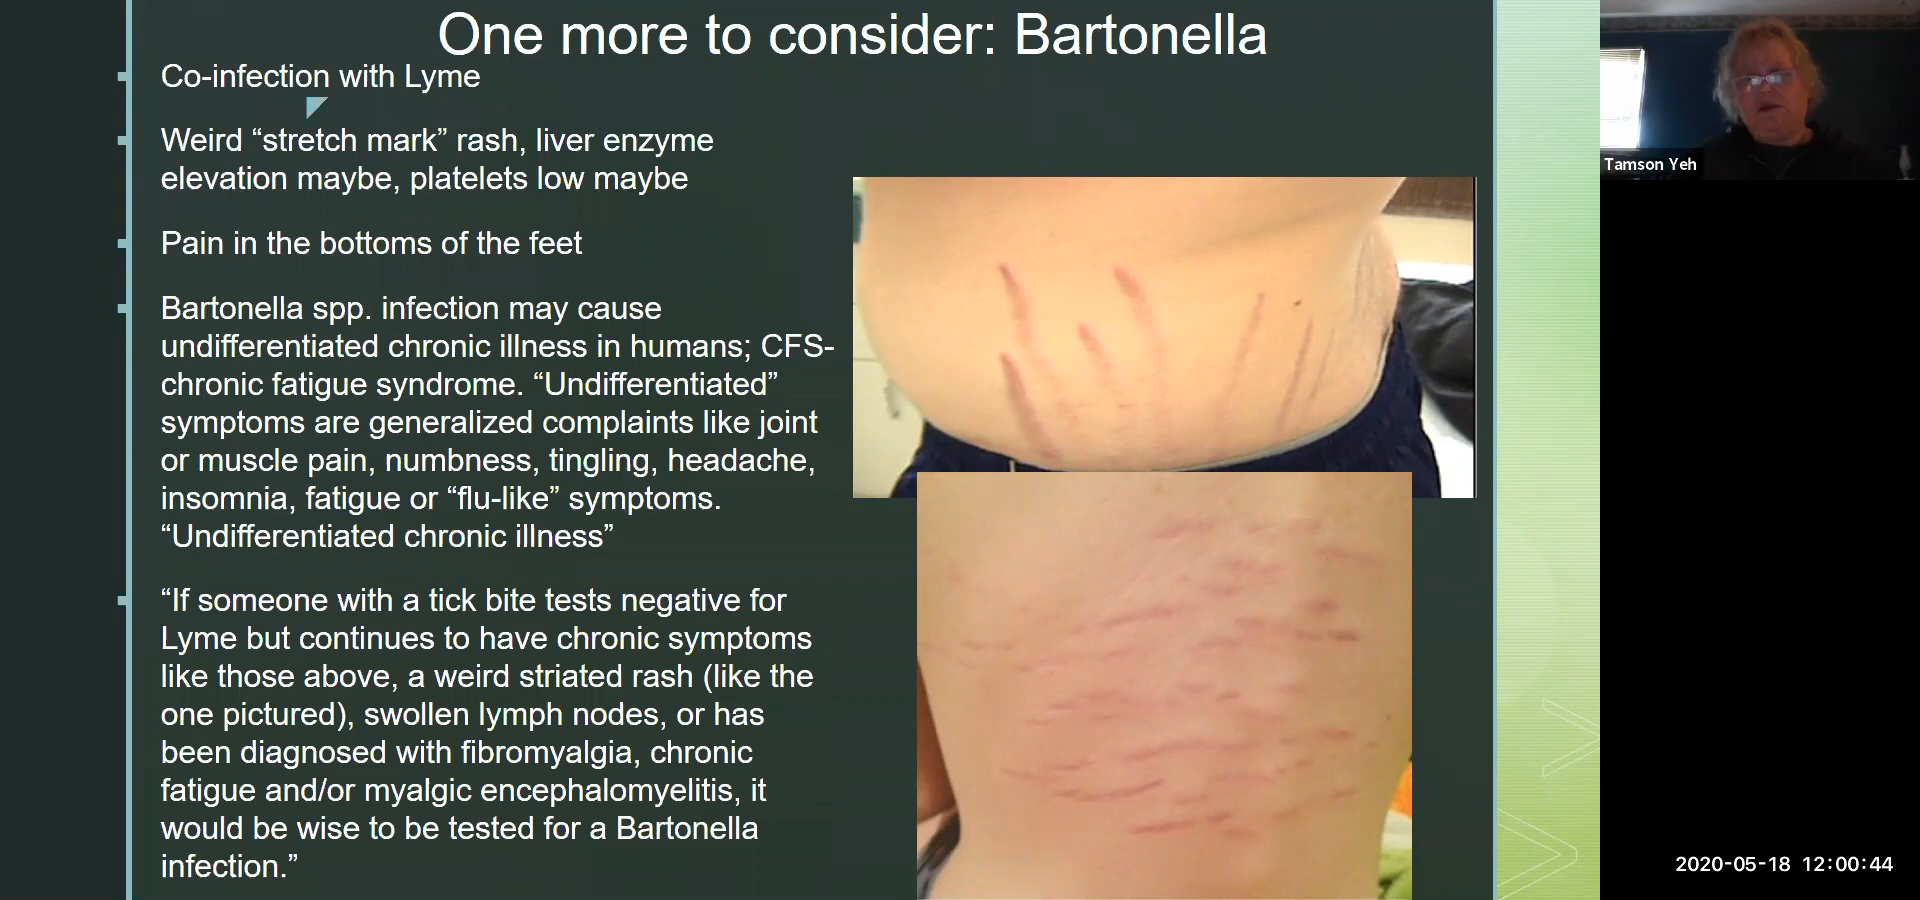 One more to consider: Bartonella
Co-infection with Lyme
Weird “stretch mark” rash, liver enzyme
elevation maybe, platelets low maybe
Pain in the bottoms of the feet
Bartonella spp. infection may cause
undifferentiated chronic illness in humans; CFS-
chronic fatigue syndrome. “Undifferentiated”
symptoms are generalized complaints like joint
or muscle pain, numbness, tingling, headache,
insomnia, fatigue or “flu-like” symptoms.
“Undifferentiated chronic illness”
“If someone with a tick bite tests negative for
Lyme but continues to have chronic symptoms
like those above, a weird striated rash (like the
one pictured), swollen lymph nodes, or has
been diagnosed with fibromyalgia, chronic
fatigue and/or myalgic encephalomyelitis, it
would be wise to be tested for a Bartonella
infection.”
Tamson Yeh
2020-05-18 12:00:44